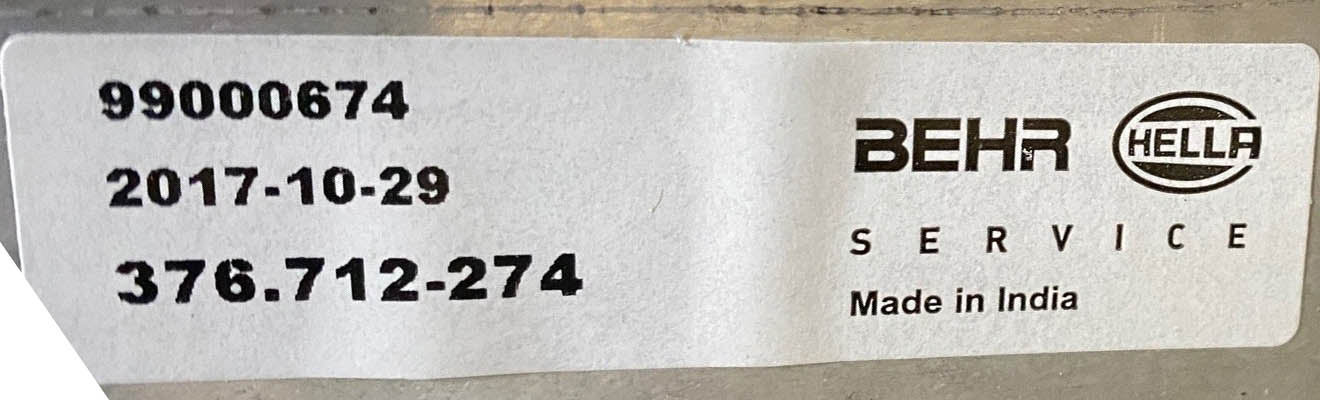 99000674
2017-10-29
376.712-274
BEHR HELLA
SERVICE
Made in India